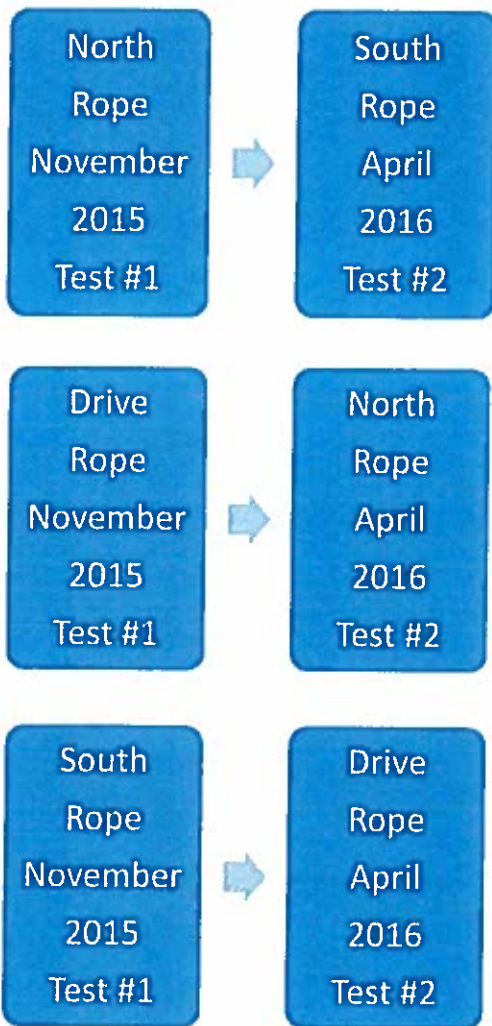 North
Rope
November
2015
Test #1
South
Rope
April
2016
Test #2
Drive
Rope
November
2015
Test #1
North
Rope
April
2016
Test #2
South
Rope
November
2015
Test #1
Drive
Rope
April
2016
Test #2